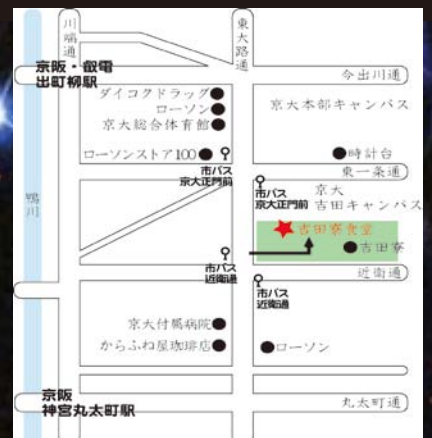 川端通
東大路通
京阪・叡電
出町柳駅
今出川通
ダイコクドラッグ
ローソン
京大総合体育館
京大本部キャンパス
ローソンストア100
時計台
東一条通
市バス
京大正門前
市バス
京大正門前
京大
吉田キャンパス
鴨川
吉田寮食堂
吉田寮
市バス
近衛通
近衛通
市バス
近衛通
京大付属病院
からふね屋珈琲店
ローソン
京阪
神宮丸太町駅
丸太町通